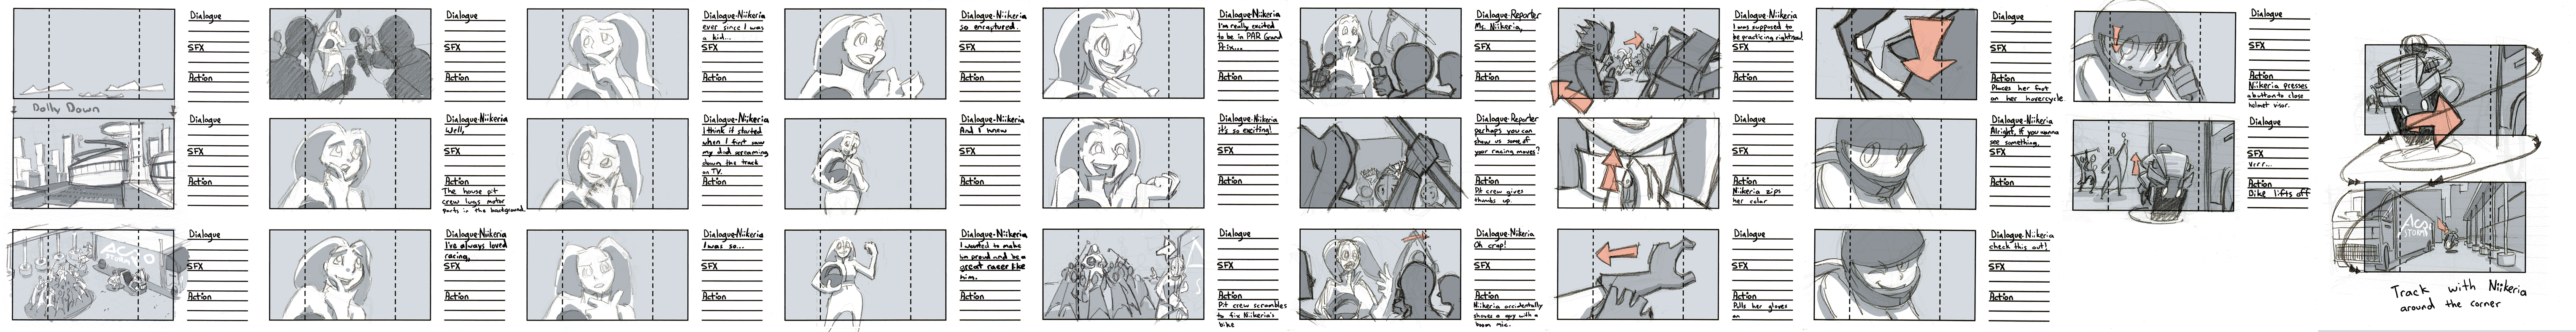 Dialogue
SFX
Action
Dolly Down
Dialogue
SFX
Action
ACRO
STORM
Dialogue
SFX
Action
Dialogue
SFX
Action
Dialogue-Niikeria
Well,
SFX
Action
The house pit
crew lugs motor
parts in the background.
Dialogue-Niikeria
I've always loved
racing,
SFX
Action
Dialogue-Niikeria
ever since I was
a kid...
SFX
Action
Dialogue-Niikeria
I think it started
when I first saw
my dad screaming
down the track
on TV.
Action
Dialogue-Niikeria
I was so...
SFX
Action
Dialogue-Niikeria
so enraptured.
SFX
Action
Dialogue-Niikeria
And I knew
SFX
Action
Dialogue-Niikeria
I wanted to make
him proud and be a
great racer like
him.
Action
Dialogue-Niikeria
I'm really excited
to be in PAR Grand
Prix...
Action
Dialogue-Niikeria
it's so exciting!
SFX
Action
Dialogue
SFX
Action
Pit crew scrambles
to fix Niikeria's
bike
Dialogue-Reporter
Ms. Niikeria,
SFX
Action
Dialogue-Reporter
perhaps you can
show us some of
your racing moves?
Action
Pit crew gives
thumbs up.
Dialogue-Niikeria
Oh crap!
SFX
Action
Niikeria accidentally
shoves a guy with a
boom mic.
Dialogue-Niikeria
I was supposed to
be practicing rightnow!
SFX
Action
Dialogue
SFX
Action
Niikeria zips
her collar
Dialogue
SFX
Action
Pulls her gloves
on
Dialogue
SFX
Action
Places her foot
on her hovercycle
Dialogue-Niikeria
Alright, If you wanna
see something,
SFX
Action
Dialogue-Niikeria
check this out!
SFX
Action
Dialogue
SFX
Action
Niikeria presses
a button to close
helmet visor.
Dialogue
SFX
Vrrr...
Action
Bike lifts off
STORM
Track with Niikeria
around the corner